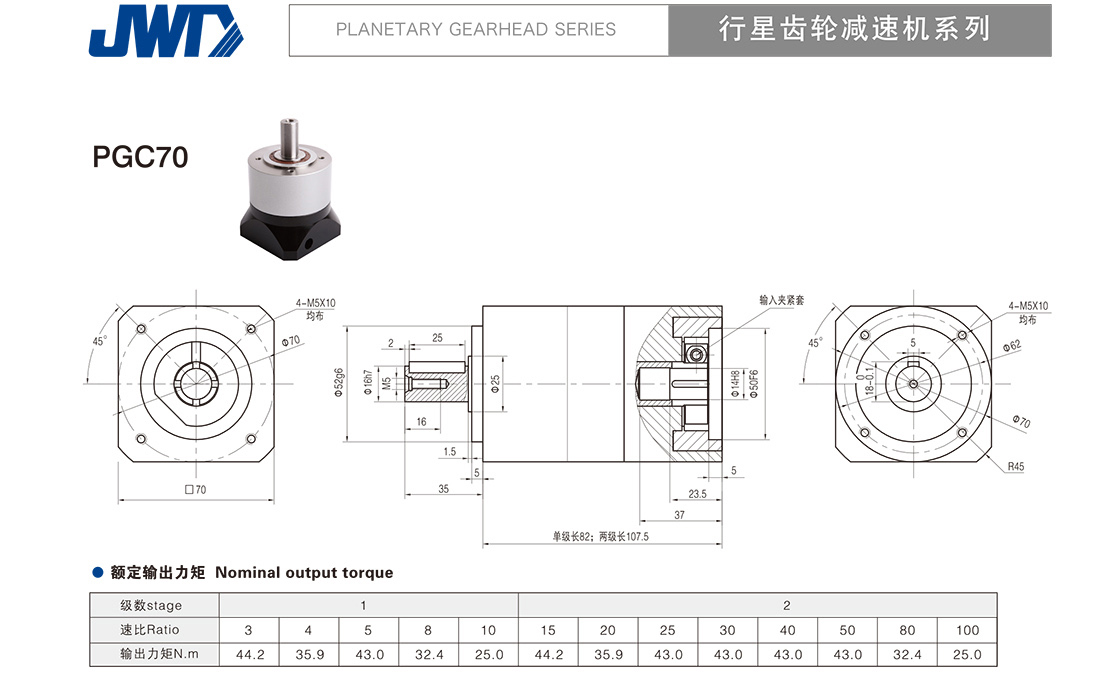 JWT
PLANETARY GEARHEAD SERIES
行星齿轮减速机系列
PGC70
4-M5X10
均布
45°
Φ70
□70
2
25
Φ52g6
Φ16h7
M5
Φ25
16
1.5
5
35
输入夹紧套
Φ14H8
Φ50F6
5
23.5
37
单级长82；两级长107.5
4-M5X10
均布
45°
5
Φ62
18-0.1
0
Φ70
R45
● 额定输出力矩 Nominal output torque
级数stage 1 2
速比Ratio 3 4 5 8 10 15 20 25 30 40 50 80 100
输出力矩N.m 44.2 35.9 43.0 32.4 25.0 44.2 35.9 43.0 43.0 43.0 43.0 32.4 25.0